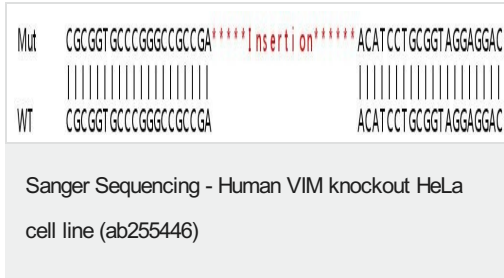 Mut CGCGGTGCCCGGGCCGCCGA*****Insertion******ACATCCTGCGGTAGGAGGAC
||||||||||||||||||||  ||||||||||||||||||||
WT CGCGGTGCCCGGGCCGCCGA ACATCCTGCGGTAGGAGGAC
Sanger Sequencing - Human VIM knockout HeLa
cell line (ab255446)